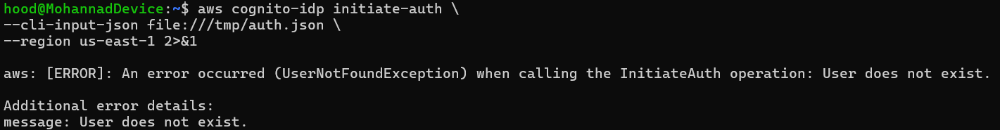 hood@MohannadDevice:~$ aws cognito-idp initiate-auth \
--cli-input-json file:///tmp/auth.json \
--region us-east-1 2>&1

aws: [ERROR]: An error occurred (UserNotFoundException) when calling the InitiateAuth operation: User does not exist.

Additional error details:
message: User does not exist.